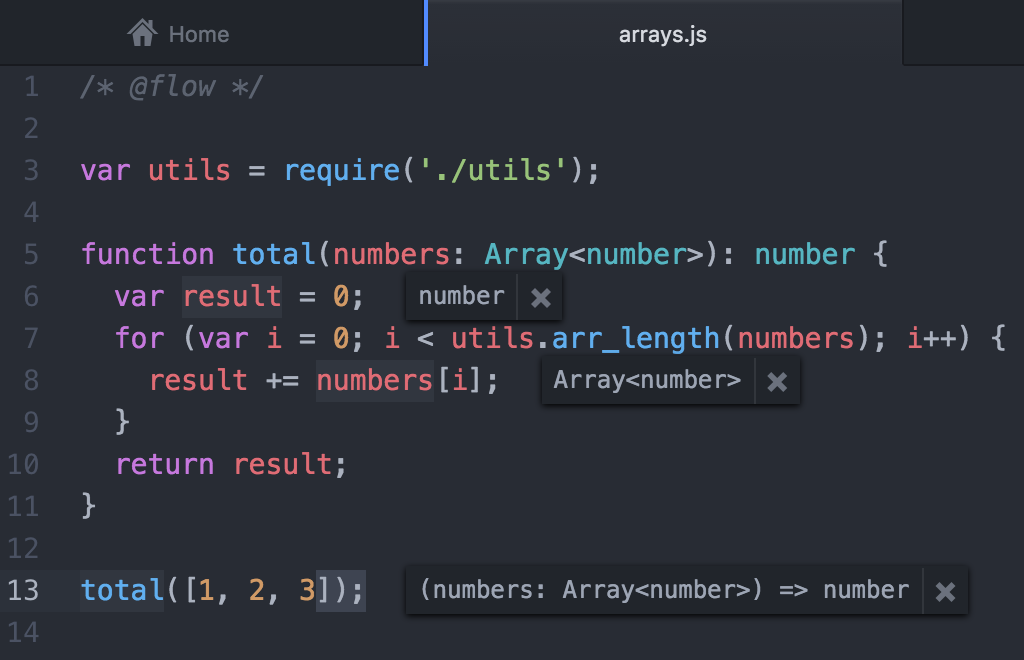 Home arrays.js
1 /* @flow */
2
3 var utils = require('./utils');
4
5 function total(numbers: Array<number>): number {
6   var result = 0; number ×
7   for (var i = 0; i < utils.arr_length(numbers); i++) {
8     result += numbers[i]; Array<number> ×
9   }
10   return result;
11 }
12
13 total([1, 2, 3]); (numbers: Array<number>) => number ×
14